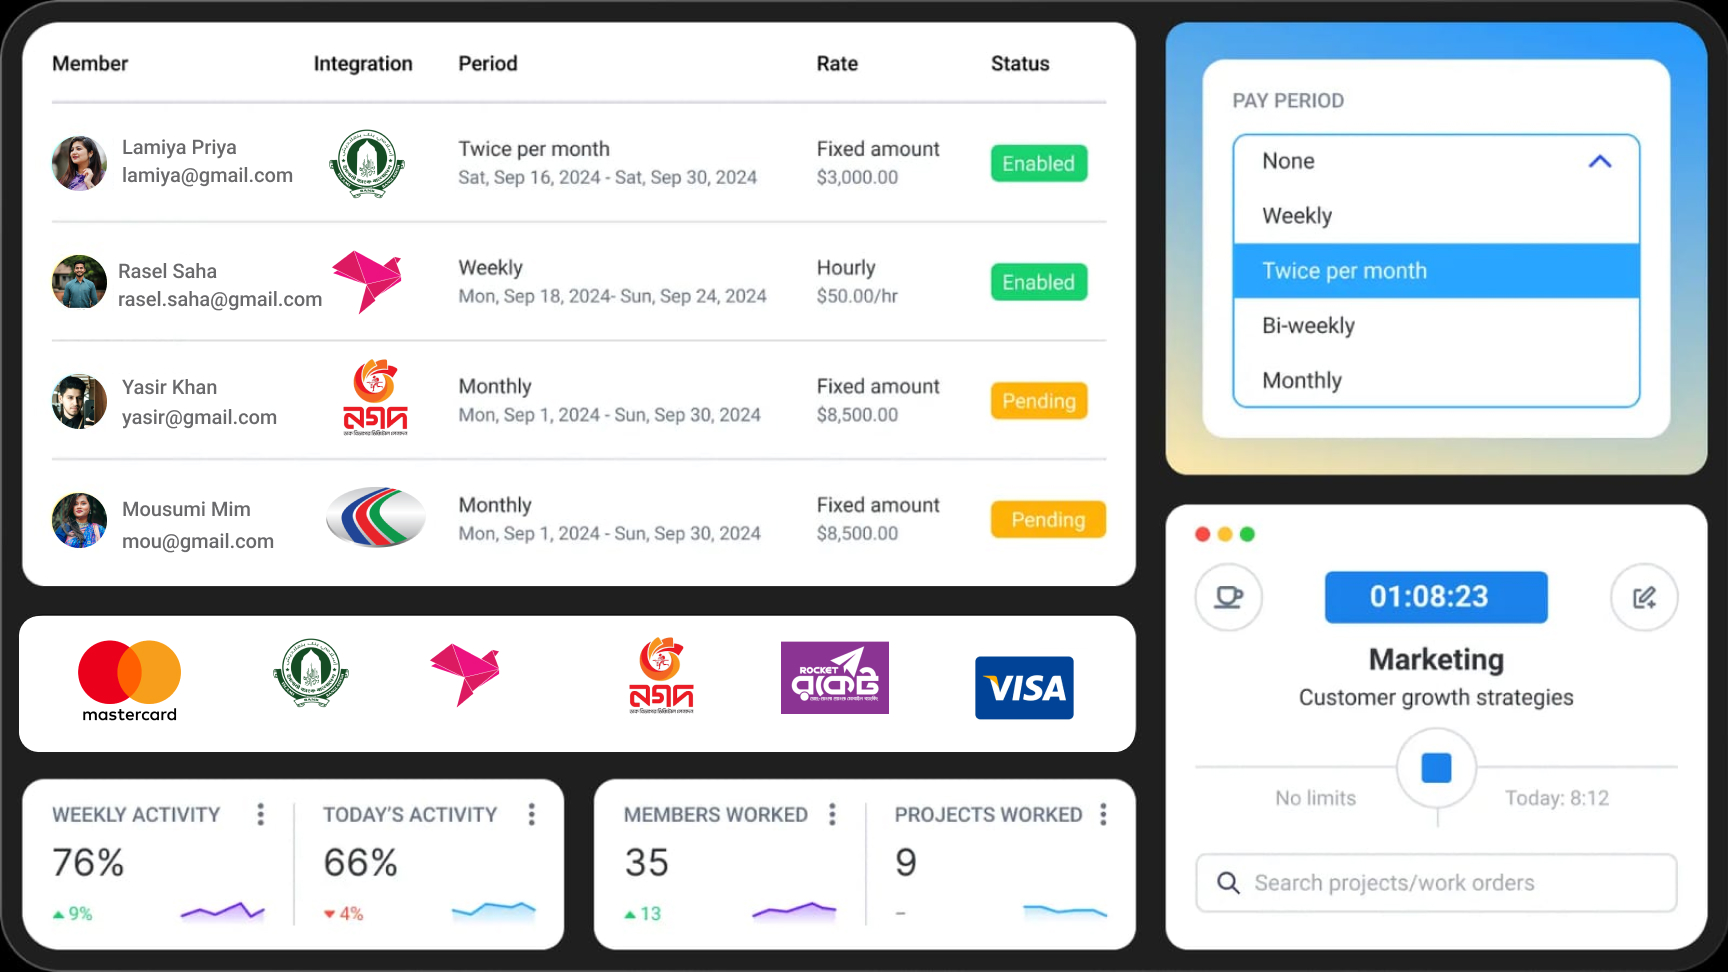 Member Integration Period Rate Status
Lamiya Priya
lamiya@gmail.com
Twice per month
Sat, Sep 16, 2024 - Sat, Sep 30, 2024
Fixed amount
$3,000.00
Enabled
Rasel Saha
rasel.saha@gmail.com
Weekly
Mon, Sep 18, 2024- Sun, Sep 24, 2024
Hourly
$50.00/hr
Enabled
Yasir Khan
yasir@gmail.com
নগদ
Monthly
Mon, Sep 1, 2024 - Sun, Sep 30, 2024
Fixed amount
$8,500.00
Pending
Mousumi Mim
mou@gmail.com
Monthly
Mon, Sep 1, 2024 - Sun, Sep 30, 2024
Fixed amount
$8,500.00
Pending
mastercard
নগদ
ROCKET
রকেট
VISA
WEEKLY ACTIVITY
76%
9%
TODAY'S ACTIVITY
66%
4%
MEMBERS WORKED
35
13
PROJECTS WORKED
9
–
PAY PERIOD
None
Weekly
Twice per month
Bi-weekly
Monthly
01:08:23
Marketing
Customer growth strategies
No limits
Today: 8:12
Search projects/work orders